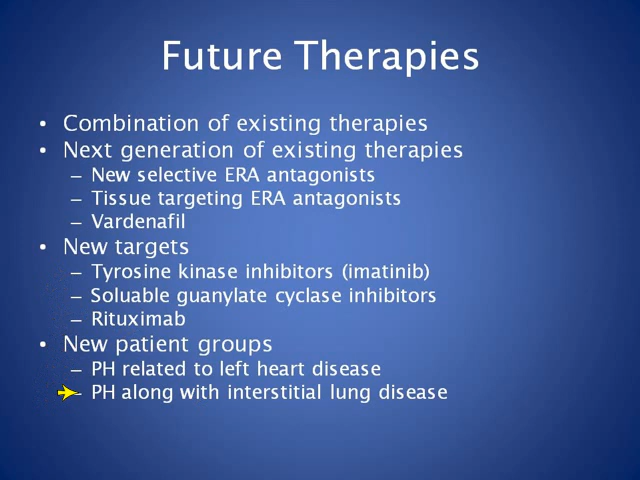 Future Therapies
• Combination of existing therapies
• Next generation of existing therapies
– New selective ERA antagonists
– Tissue targeting ERA antagonists
– Vardenafil
• New targets
– Tyrosine kinase inhibitors (imatinib)
– Soluable guanylate cyclase inhibitors
– Rituximab
• New patient groups
– PH related to left heart disease
– PH along with interstitial lung disease